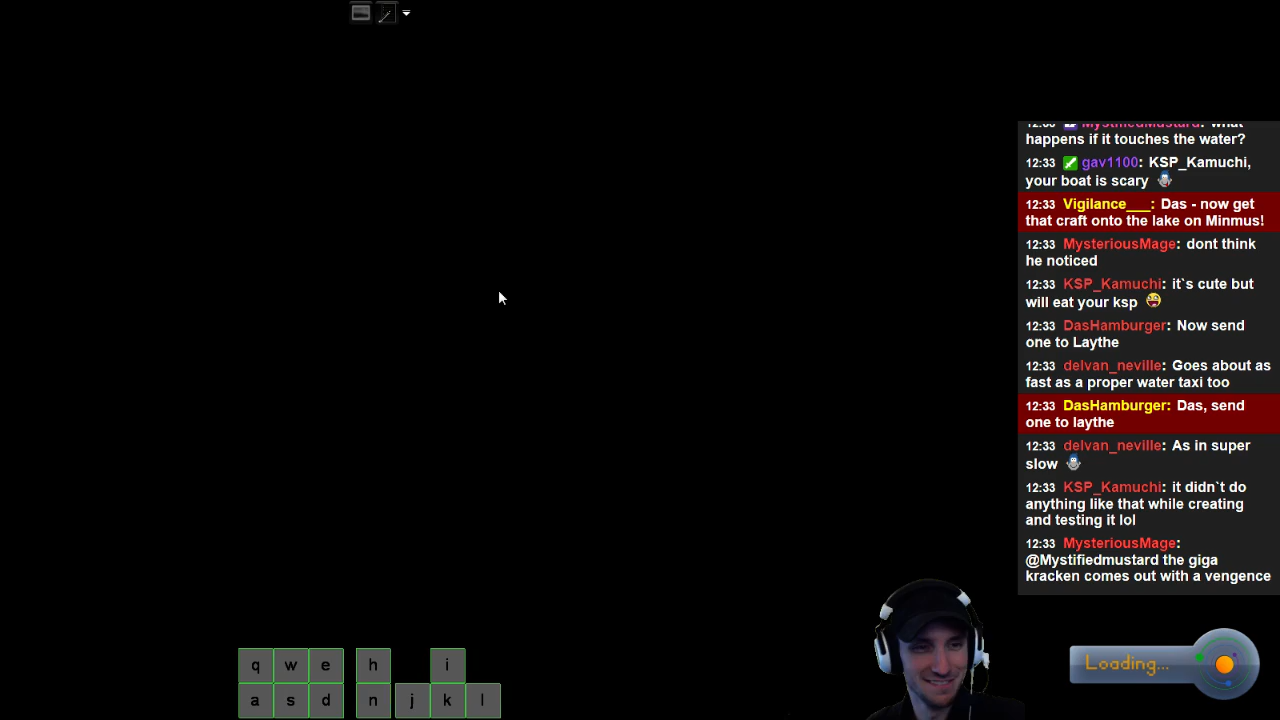 12:33 MystifiedMustard: what
happens if it touches the water?
12:33 gav1100: KSP_Kamuchi,
your boat is scary
12:33 Vigilance___: Das - now get
that craft onto the lake on Minmus!
12:33 MysteriousMage: dont think
he noticed
12:33 KSP_Kamuchi: it`s cute but
will eat your ksp
12:33 DasHamburger: Now send
one to Laythe
12:33 delvan_neville: Goes about as
fast as a proper water taxi too
12:33 DasHamburger: Das, send
one to laythe
12:33 delvan_neville: As in super
slow
12:33 KSP_Kamuchi: it didn`t do
anything like that while creating
and testing it lol
12:33 MysteriousMage:
@Mystifiedmustard the giga
kracken comes out with a vengence
Loading...
q w e h i
a s d n j k l